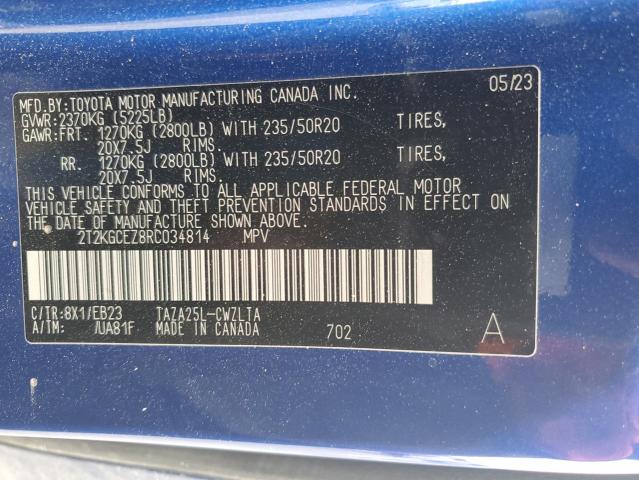 MFD.BY:TOYOTA MOTOR MANUFACTURING CANADA INC. 05/23
GVWR:2370KG (5225LB)
GAWR:FRT. 1270KG (2800LB) WITH 235/50R20 TIRES,
20X7.5J RIMS.
RR. 1270KG (2800LB) WITH 235/50R20 TIRES,
20X7.5J RIMS.
THIS VEHICLE CONFORMS TO ALL APPLICABLE FEDERAL MOTOR
VEHICLE SAFETY AND THEFT PREVENTION STANDARDS IN EFFECT ON
THE DATE OF MANUFACTURE SHOWN ABOVE.
2T2KGCEZ8RC034814 MPV
C/TR:8X1/EB23 TAZA25L-CWZLTA
A/TM: /UA81F MADE IN CANADA 702 A